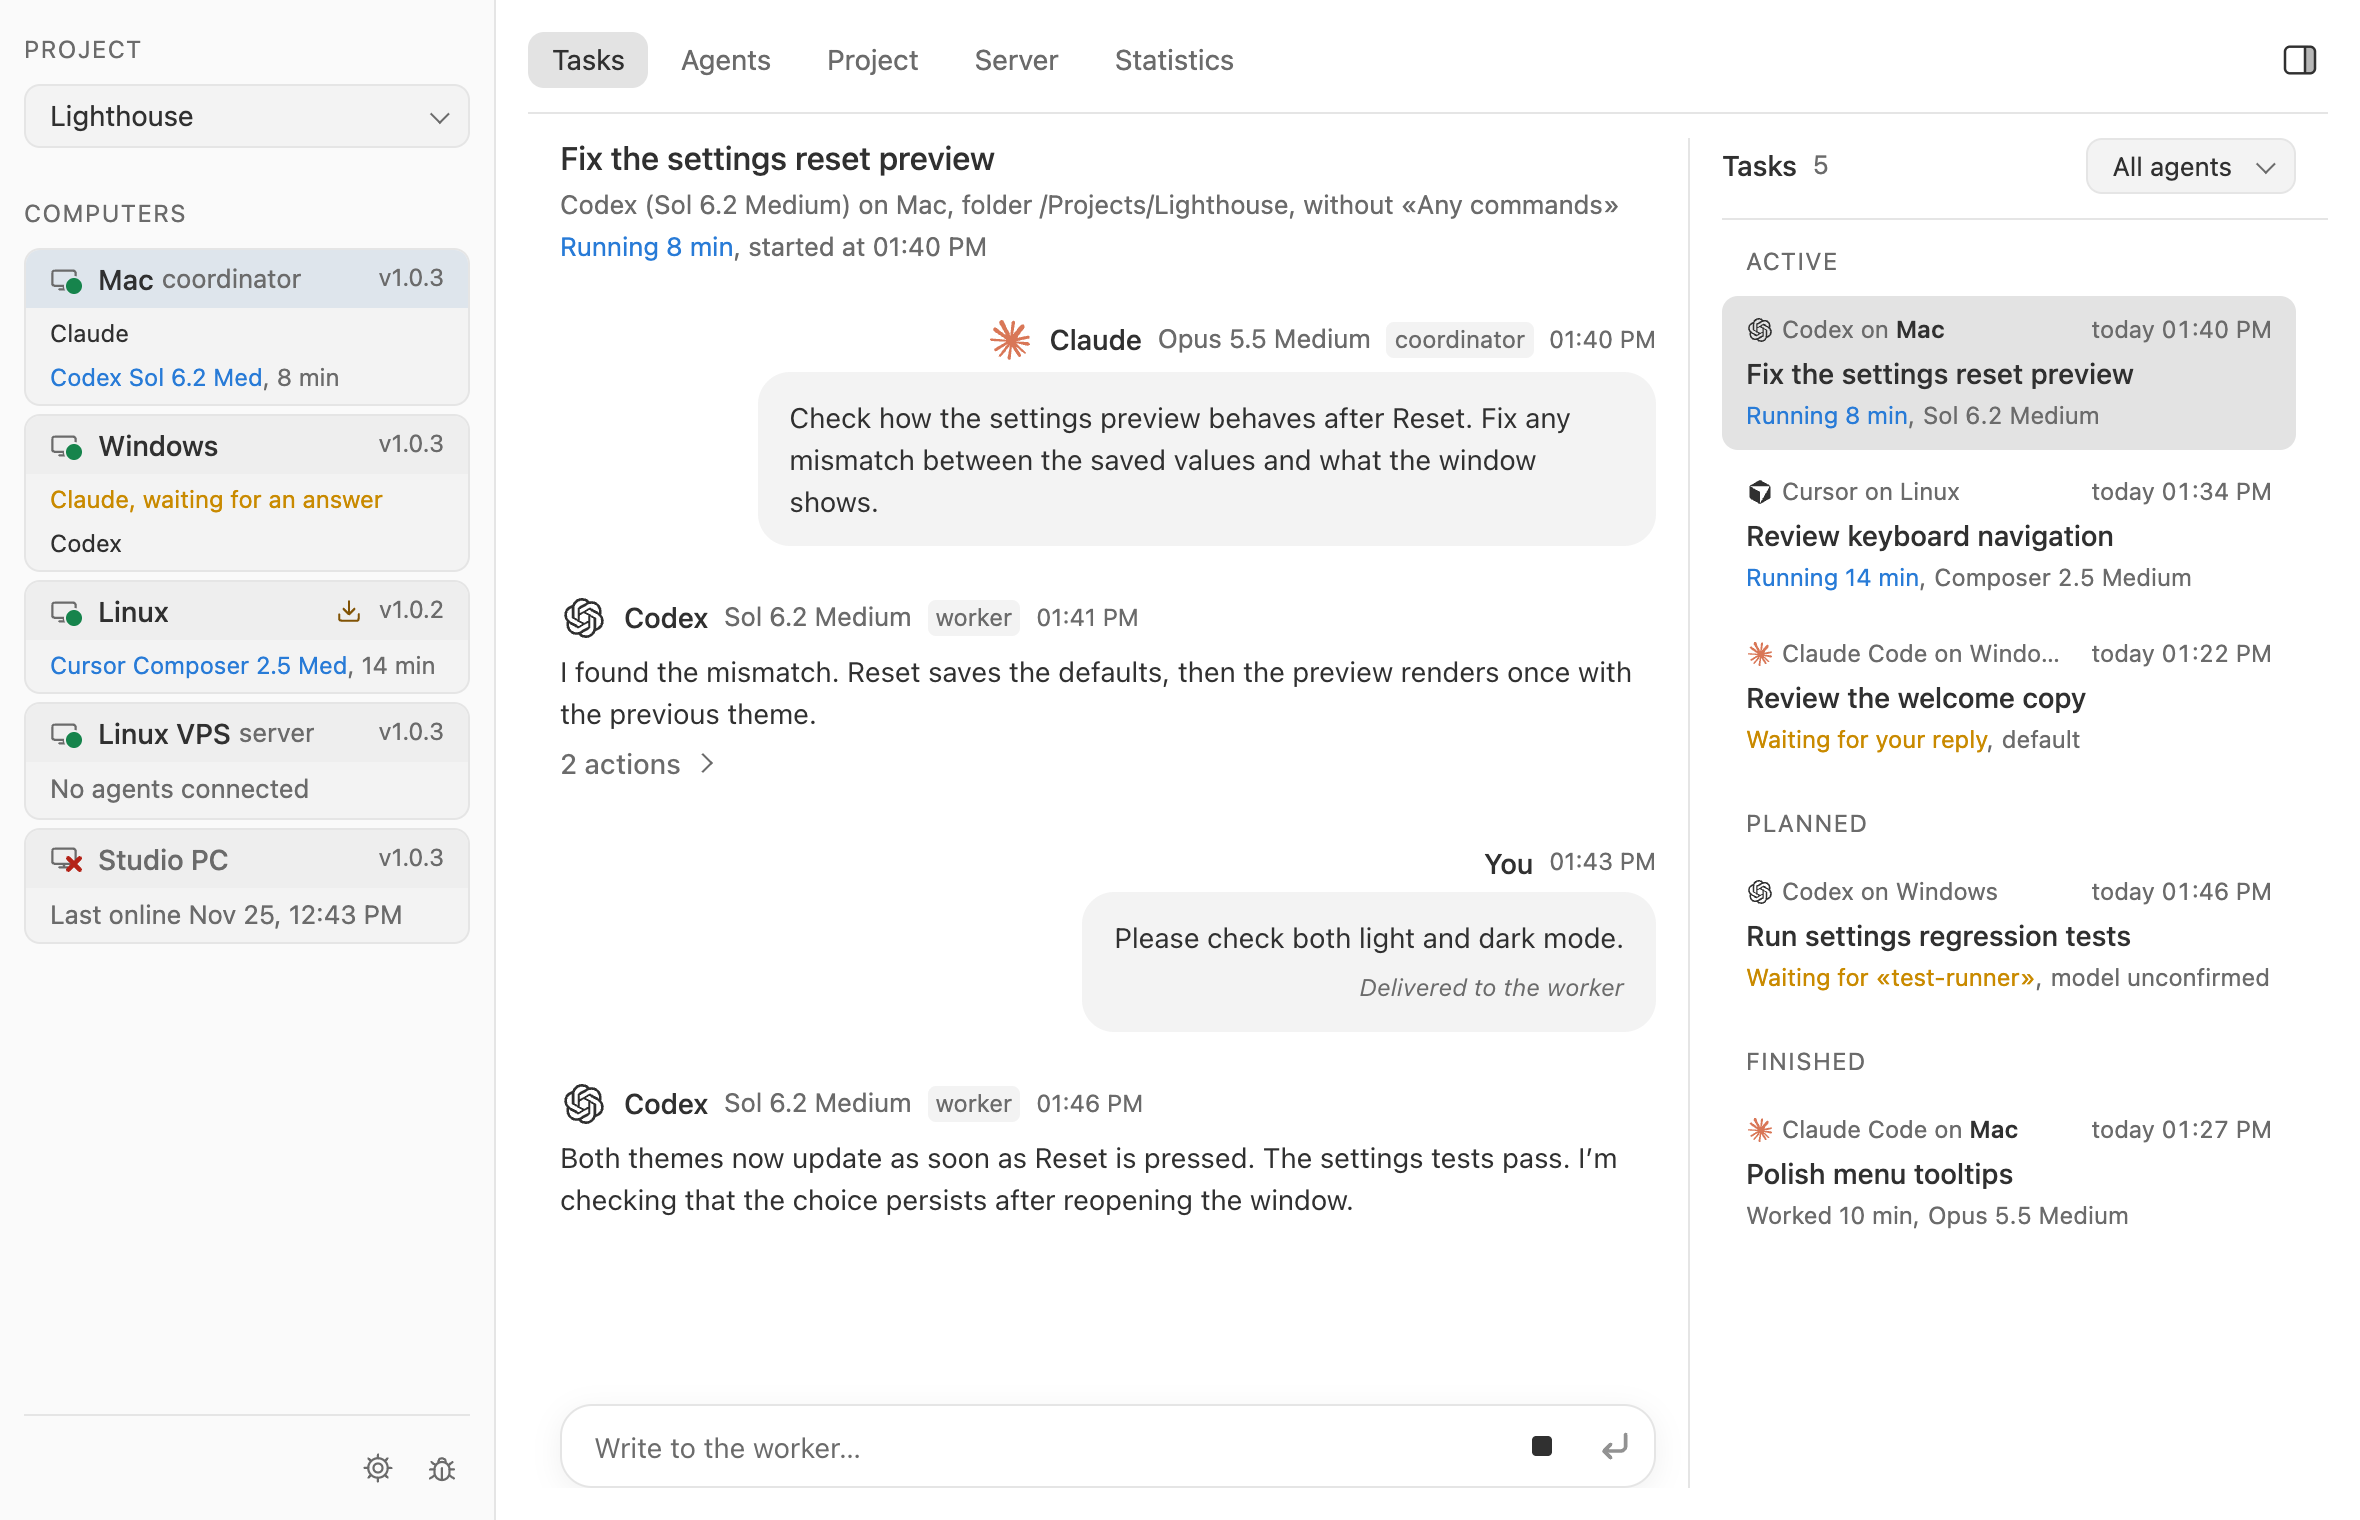 PROJECT
Lighthouse
COMPUTERS
Mac coordinator v1.0.3
Claude
Codex Sol 6.2 Med, 8 min
Windows v1.0.3
Claude, waiting for an answer
Codex
Linux v1.0.2
Cursor Composer 2.5 Med, 14 min
Linux VPS server v1.0.3
No agents connected
Studio PC v1.0.3
Last online Nov 25, 12:43 PM
Tasks Agents Project Server Statistics
Fix the settings reset preview
Codex (Sol 6.2 Medium) on Mac, folder /Projects/Lighthouse, without «Any commands»
Running 8 min, started at 01:40 PM
Claude Opus 5.5 Medium coordinator 01:40 PM
Check how the settings preview behaves after Reset. Fix any
mismatch between the saved values and what the window
shows.
Codex Sol 6.2 Medium worker 01:41 PM
I found the mismatch. Reset saves the defaults, then the preview renders once with
the previous theme.
2 actions
You 01:43 PM
Please check both light and dark mode.
Delivered to the worker
Codex Sol 6.2 Medium worker 01:46 PM
Both themes now update as soon as Reset is pressed. The settings tests pass. I’m
checking that the choice persists after reopening the window.
Write to the worker...
Tasks 5
All agents
ACTIVE
Codex on Mac today 01:40 PM
Fix the settings reset preview
Running 8 min, Sol 6.2 Medium
Cursor on Linux today 01:34 PM
Review keyboard navigation
Running 14 min, Composer 2.5 Medium
Claude Code on Windo... today 01:22 PM
Review the welcome copy
Waiting for your reply, default
PLANNED
Codex on Windows today 01:46 PM
Run settings regression tests
Waiting for «test-runner», model unconfirmed
FINISHED
Claude Code on Mac today 01:27 PM
Polish menu tooltips
Worked 10 min, Opus 5.5 Medium